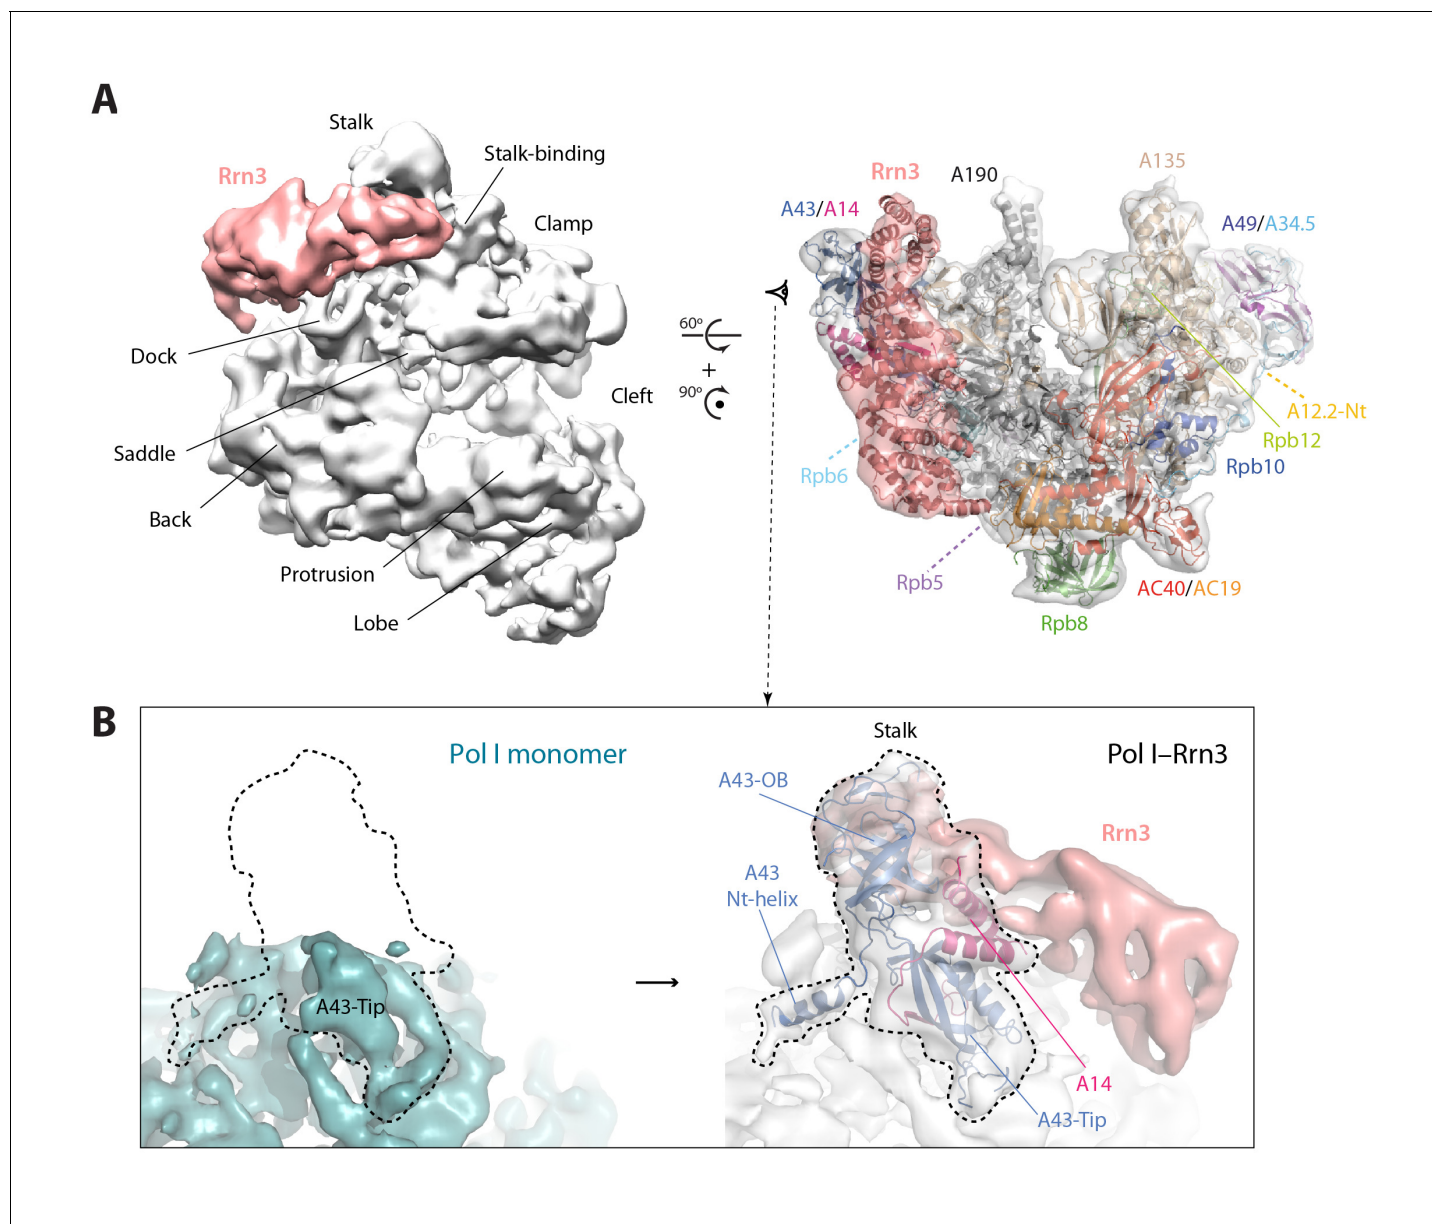 A
Stalk
Stalk-binding
Rrn3
Clamp
Dock
Cleft
Saddle
Back
Protrusion
Lobe
60º
+
90º
Rrn3
A190
A135
A43/A14
A49/A34.5
A12.2-Nt
Rpb12
Rpb6
Rpb10
Rpb5
AC40/AC19
Rpb8
B
Pol I monomer
A43-Tip
Stalk
Pol I–Rrn3
A43-OB
Rrn3
A43
Nt-helix
A14
A43-Tip